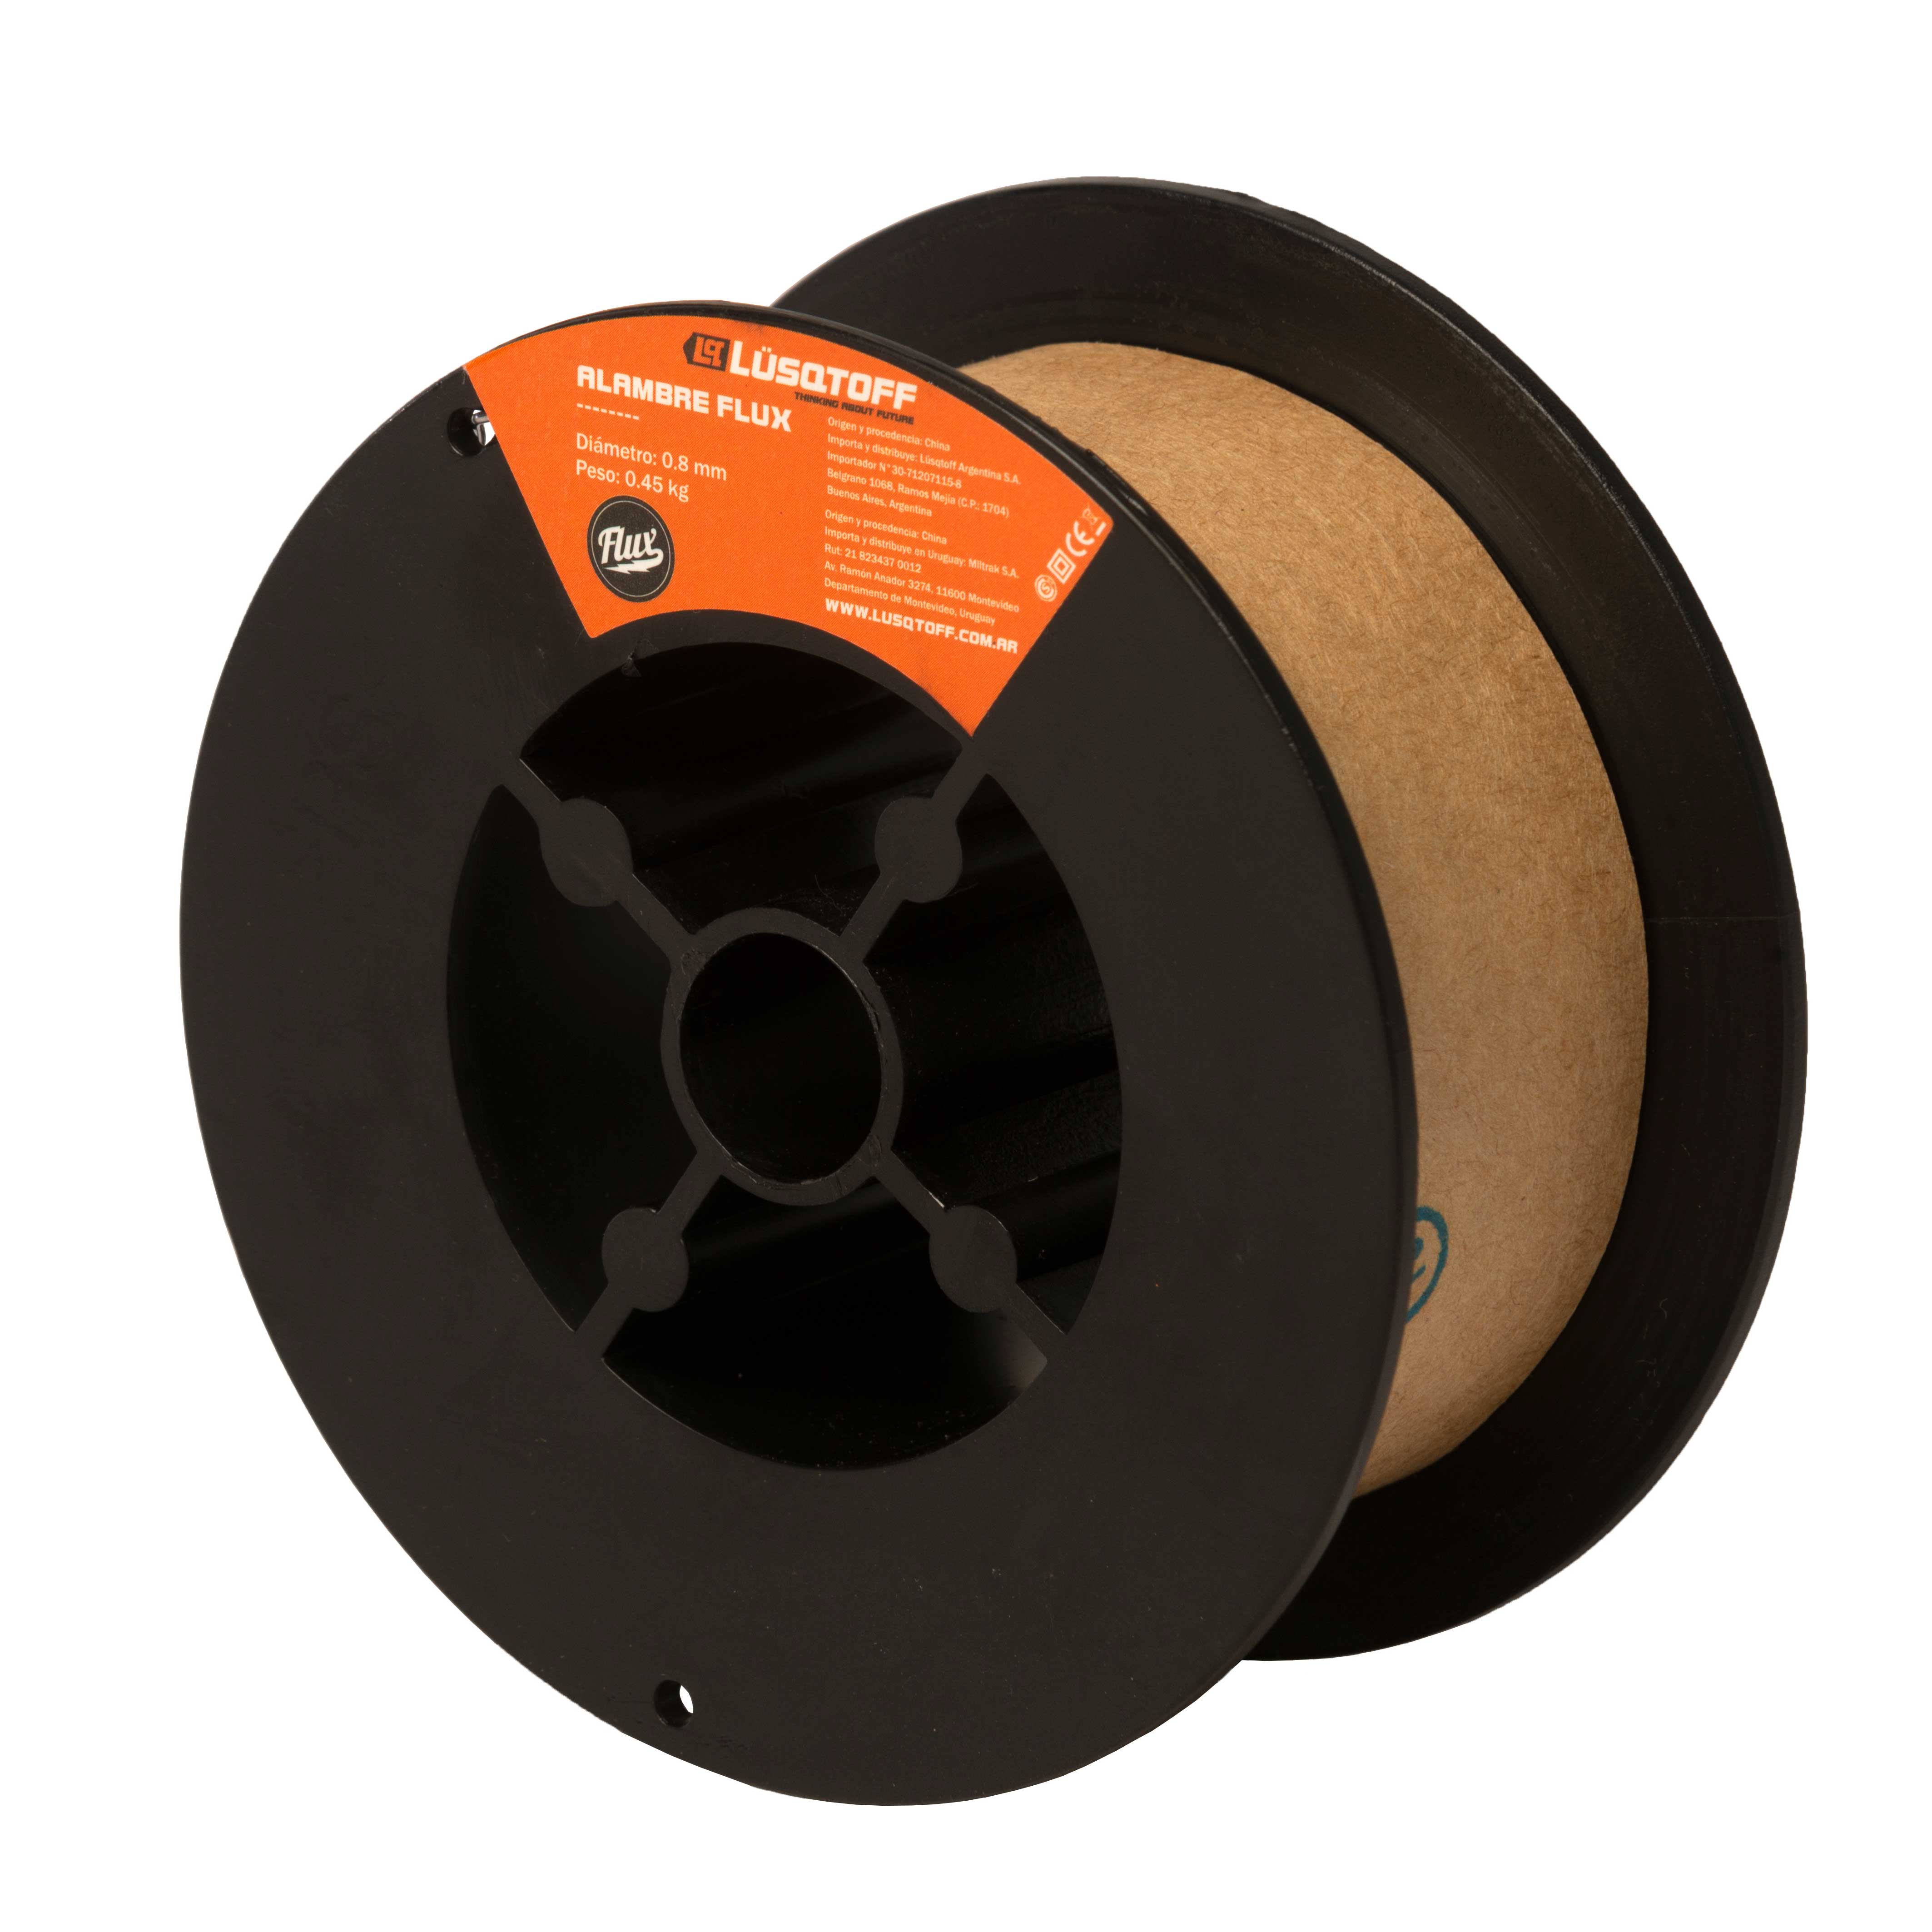 LÜSQTOFF
THINKING ABOUT FUTURE
ALAMBRE FLUX
--------
Diámetro: 0.8 mm
Peso: 0.45 kg
Flux
Origen y procedencia: China
Importa y distribuye: Lüsqtoff Argentina S.A.
Importador N° 30-71207115-8
Belgrano 1068, Ramos Mejía (C.P.: 1704)
Buenos Aires, Argentina
Origen y procedencia: China
Importa y distribuye en Uruguay: Miltrak S.A.
Rut: 21 823437 0012
Av. Ramón Anador 3274, 11600 Montevideo
Departamento de Montevideo, Uruguay
WWW.LUSQTOFF.COM.AR
CE